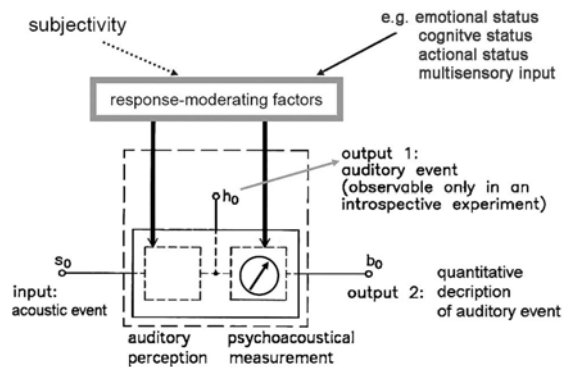 subjectivity
e.g. emotional status
cognitve status
actional status
multisensory input
response-moderating factors
output 1:
auditory event
(observable only in an
introspective experiment)
h₀
s₀
b₀
input:
acoustic event
output 2:
quantitative
decription
of auditory event
auditory
perception
psychoacoustical
measurement